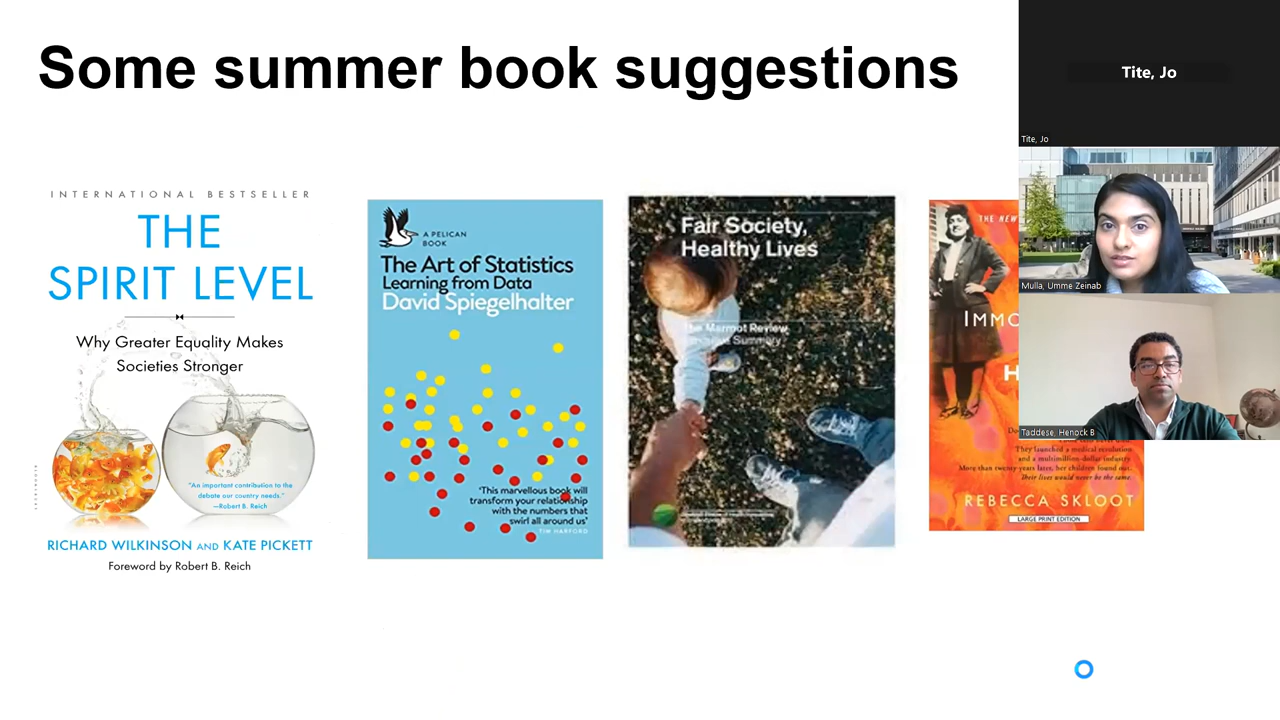 Some summer book suggestions
INTERNATIONAL BESTSELLER
THE
SPIRIT LEVEL
Why Greater Equality Makes
Societies Stronger
"An important contribution to the
debate our country needs."
—Robert B. Reich
RICHARD WILKINSON AND KATE PICKETT
Foreword by Robert B. Reich
A PELICAN
BOOK
The Art of Statistics
Learning from Data
David Spiegelhalter
'This marvellous book will
transform your relationship
with the numbers that
swirl all around us'
TIM HARFORD
Fair Society,
Healthy Lives
The Marmot Review
Summary
THE NEW
IMMO
H
They launched a medical revolution
and a multimillion-dollar industry.
More than twenty years later, her children found out.
Their lives would never be the same.
REBECCA SKLOOT
LARGE PRINT EDITION
Tite, Jo
Tite, Jo
Mulla, Umme Zeinab
Taddese, Henock B